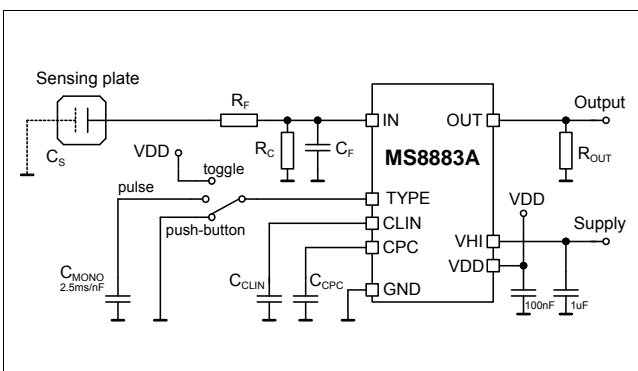 Sensing plate
CS
RF
RC
CF
IN
OUT
Output
MS8883A
ROUT
VDD
toggle
pulse
push-button
TYPE
CLIN
CPC
GND
VHI
VDD
VDD
Supply
CMONO
2.5ms/nF
CCLIN
CCPC
100nF
1uF